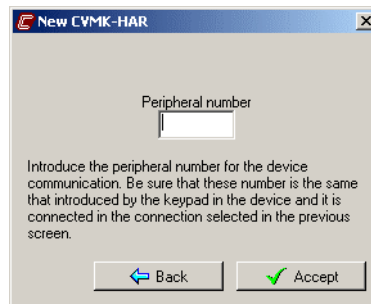 New CVMK-HAR
Peripheral number
Introduce the peripheral number for the device
communication. Be sure that these number is the same
that introduced by the keypad in the device and it is
connected in the connection selected in the previous
screen.
Back
Accept